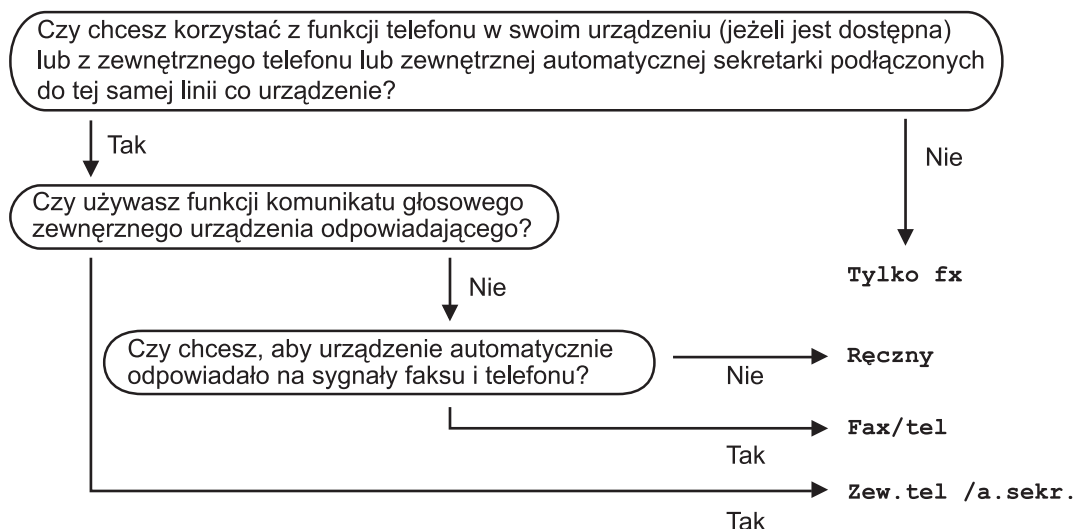 Czy chcesz korzystać z funkcji telefonu w swoim urządzeniu (jeżeli jest dostępna)
lub z zewnętrznego telefonu lub zewnętrznej automatycznej sekretarki podłączonych
do tej samej linii co urządzenie?
Tak
Nie
Czy używasz funkcji komunikatu głosowego
zewnęrznego urządzenia odpowiadającego?
Tylko fx
Nie
Czy chcesz, aby urządzenie automatycznie
odpowiadało na sygnały faksu i telefonu?
Nie
Ręczny
Fax/tel
Tak
Zew.tel /a.sekr.
Tak